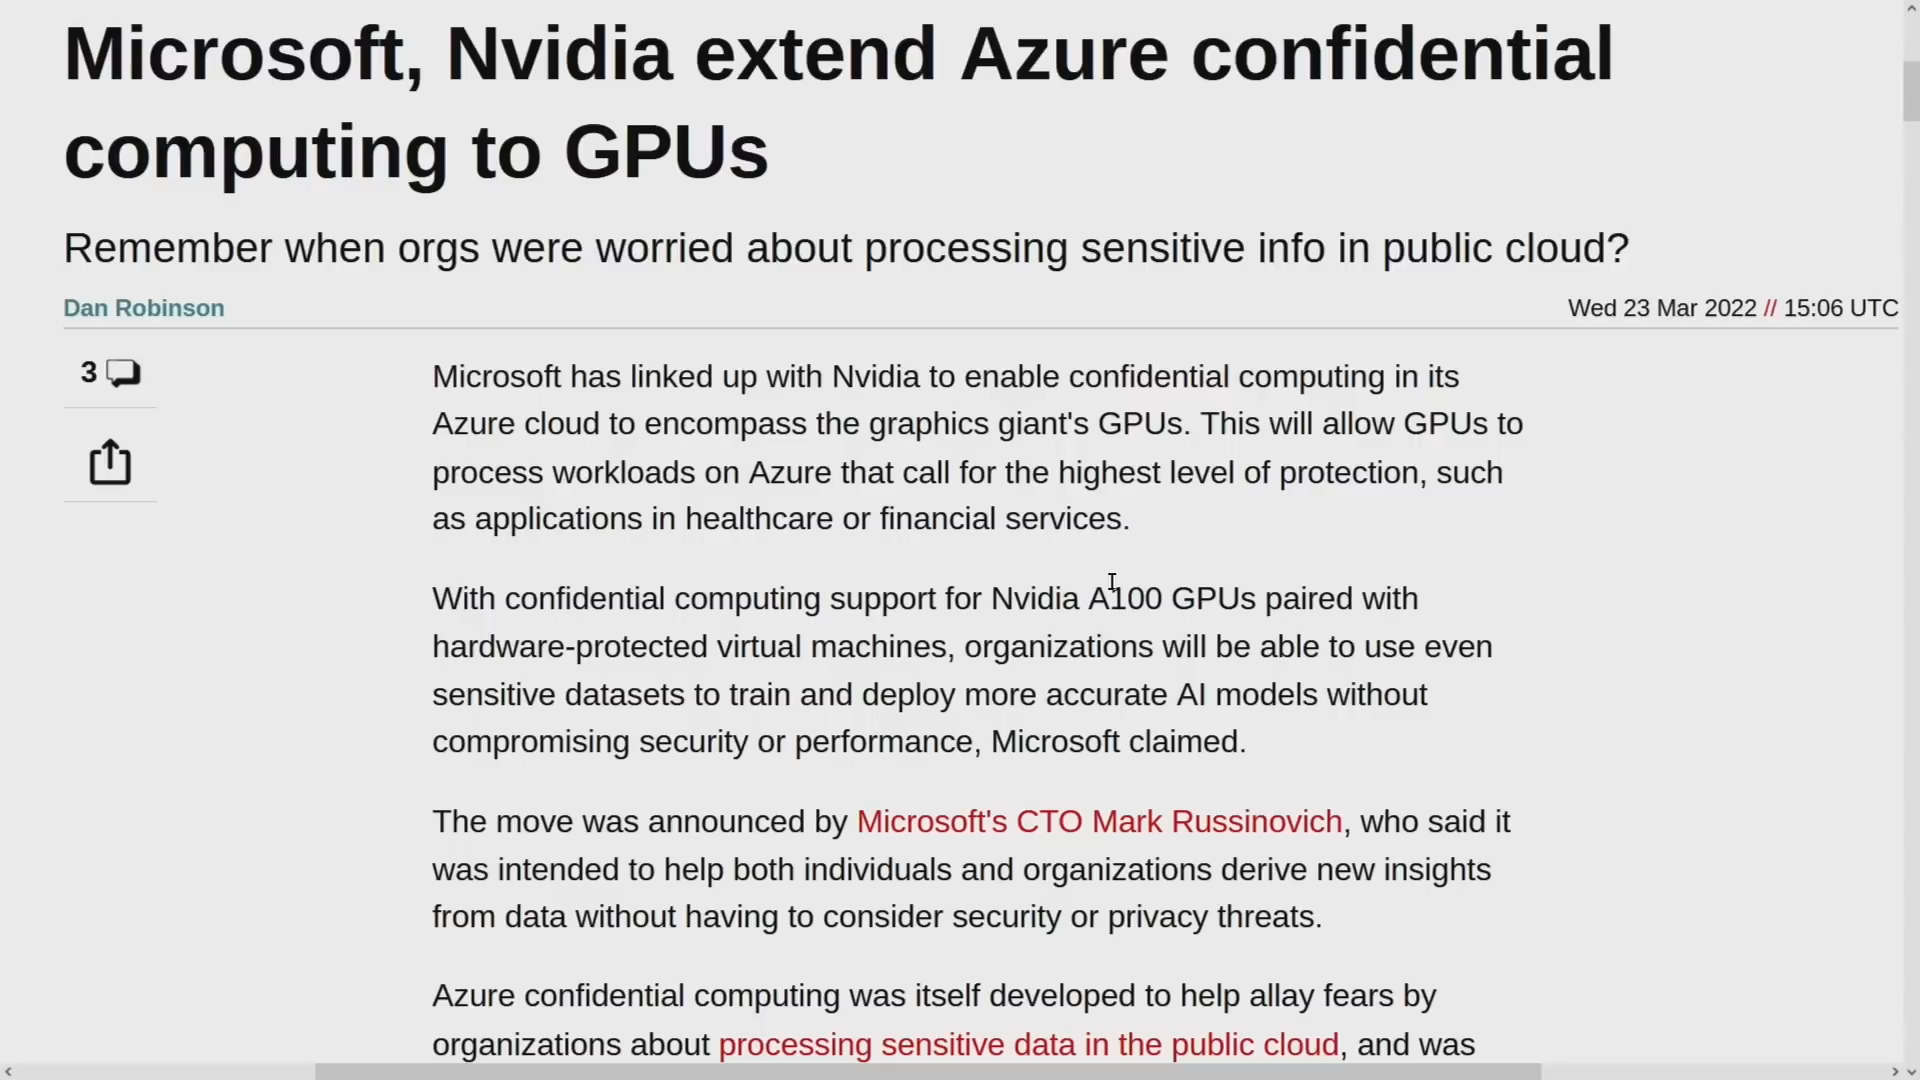 Microsoft, Nvidia extend Azure confidential
computing to GPUs
Remember when orgs were worried about processing sensitive info in public cloud?
Dan Robinson
Wed 23 Mar 2022 // 15:06 UTC
3
Microsoft has linked up with Nvidia to enable confidential computing in its
Azure cloud to encompass the graphics giant's GPUs. This will allow GPUs to
process workloads on Azure that call for the highest level of protection, such
as applications in healthcare or financial services.
With confidential computing support for Nvidia A100 GPUs paired with
hardware-protected virtual machines, organizations will be able to use even
sensitive datasets to train and deploy more accurate AI models without
compromising security or performance, Microsoft claimed.
The move was announced by Microsoft's CTO Mark Russinovich, who said it
was intended to help both individuals and organizations derive new insights
from data without having to consider security or privacy threats.
Azure confidential computing was itself developed to help allay fears by
organizations about processing sensitive data in the public cloud, and was